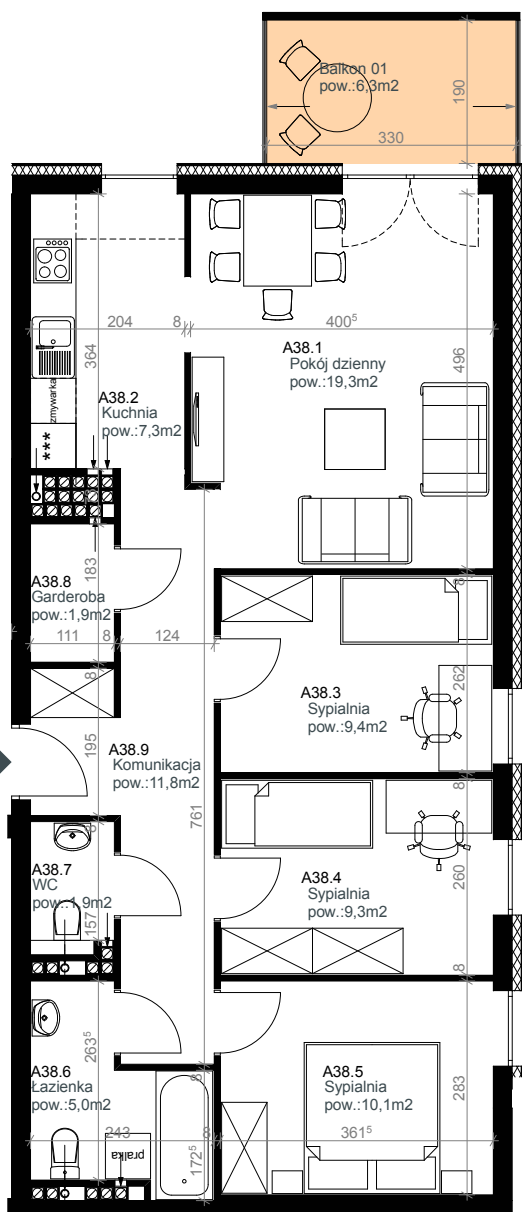 Balkon 01
pow.:6,3m2
190
330
204
8
400⁵
364
496
A38.1
Pokój dzienny
pow.:19,3m2
zmywarka
A38.2
Kuchnia
pow.:7,3m2
***
183
A38.8
Garderoba
pow.:1,9m2
111
8
124
8
262
A38.3
Sypialnia
pow.:9,4m2
8
195
A38.9
Komunikacja
pow.:11,8m2
761
8
A38.7
WC
pow.:1,9m2
157
8
260
A38.4
Sypialnia
pow.:9,3m2
8
263⁵
A38.6
Łazienka
pow.:5,0m2
243
8
pralka
8
172⁵
A38.5
Sypialnia
pow.:10,1m2
361⁵
283